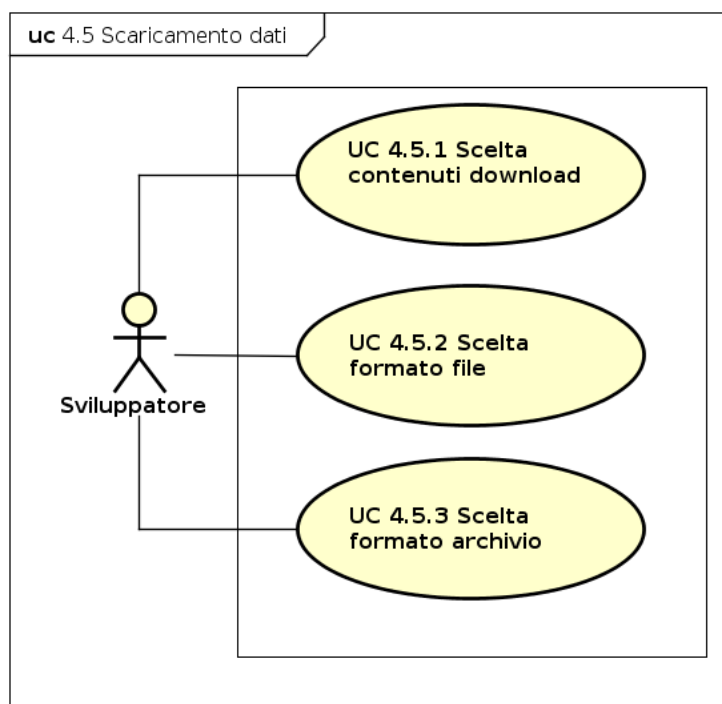 uc 4.5 Scaricamento dati
UC 4.5.1 Scelta
contenuti download
UC 4.5.2 Scelta
formato file
Sviluppatore
UC 4.5.3 Scelta
formato archivio